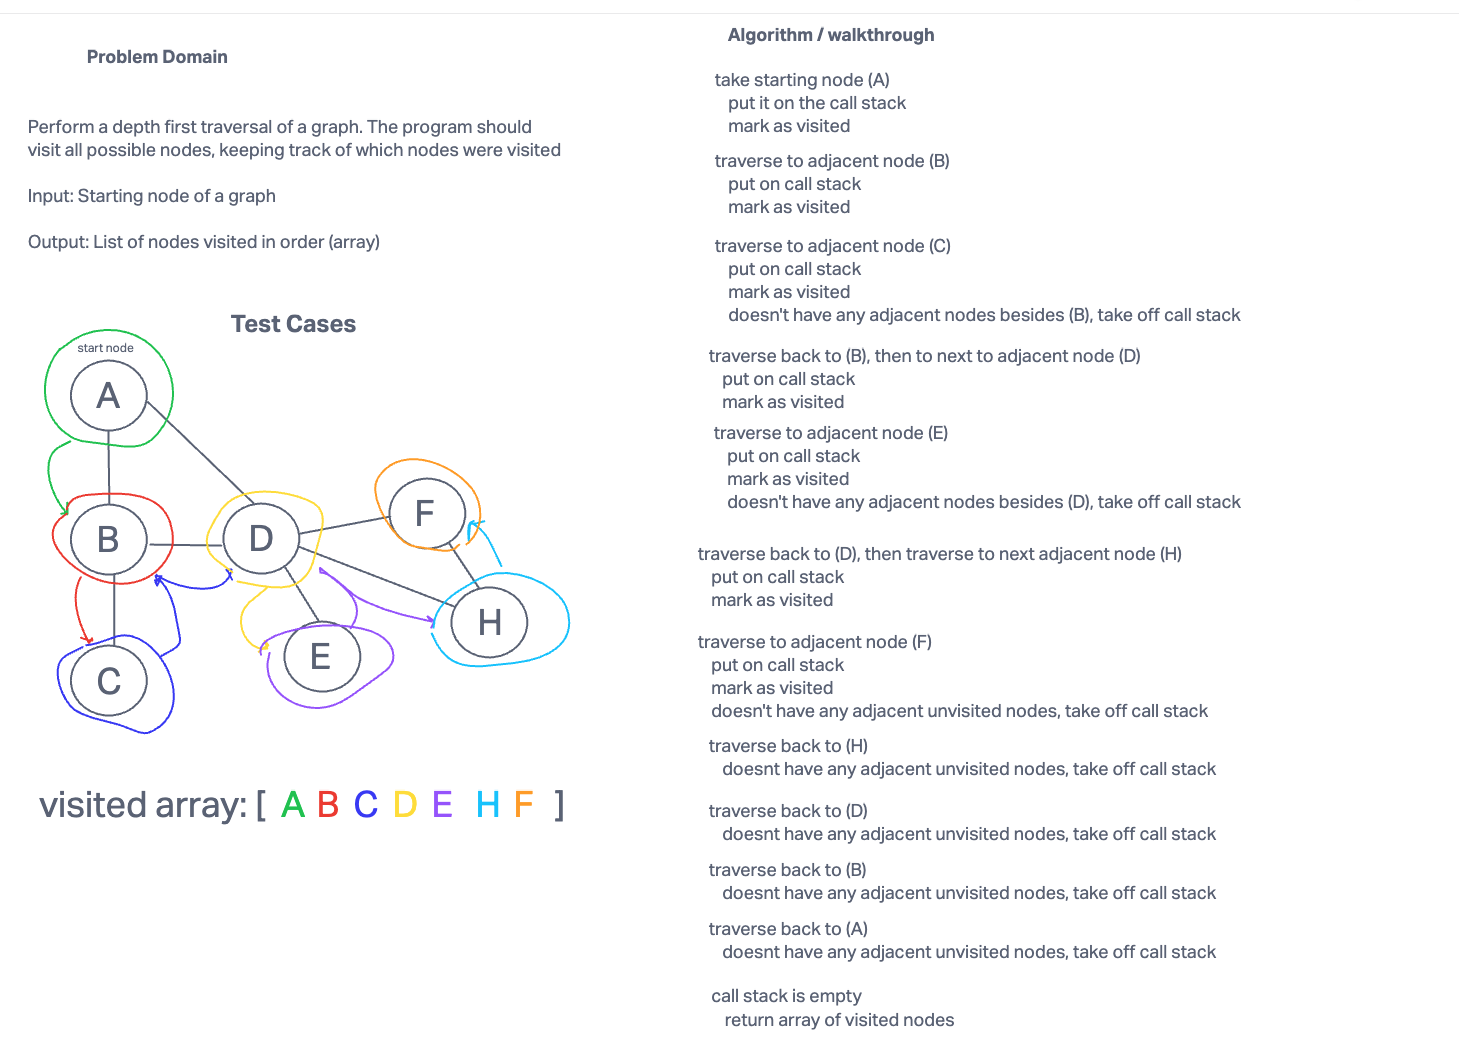 Problem Domain
Perform a depth first traversal of a graph. The program should
visit all possible nodes, keeping track of which nodes were visited
Input: Starting node of a graph
Output: List of nodes visited in order (array)
Test Cases
start node
A
B
D
F
C
E
H
visited array: [ A B C D E H F ]
Algorithm / walkthrough
take starting node (A)
put it on the call stack
mark as visited
traverse to adjacent node (B)
put on call stack
mark as visited
traverse to adjacent node (C)
put on call stack
mark as visited
doesn't have any adjacent nodes besides (B), take off call stack
traverse back to (B), then to next to adjacent node (D)
put on call stack
mark as visited
traverse to adjacent node (E)
put on call stack
mark as visited
doesn't have any adjacent nodes besides (D), take off call stack
traverse back to (D), then traverse to next adjacent node (H)
put on call stack
mark as visited
traverse to adjacent node (F)
put on call stack
mark as visited
doesn't have any adjacent unvisited nodes, take off call stack
traverse back to (H)
doesnt have any adjacent unvisited nodes, take off call stack
traverse back to (D)
doesnt have any adjacent unvisited nodes, take off call stack
traverse back to (B)
doesnt have any adjacent unvisited nodes, take off call stack
traverse back to (A)
doesnt have any adjacent unvisited nodes, take off call stack
call stack is empty
return array of visited nodes